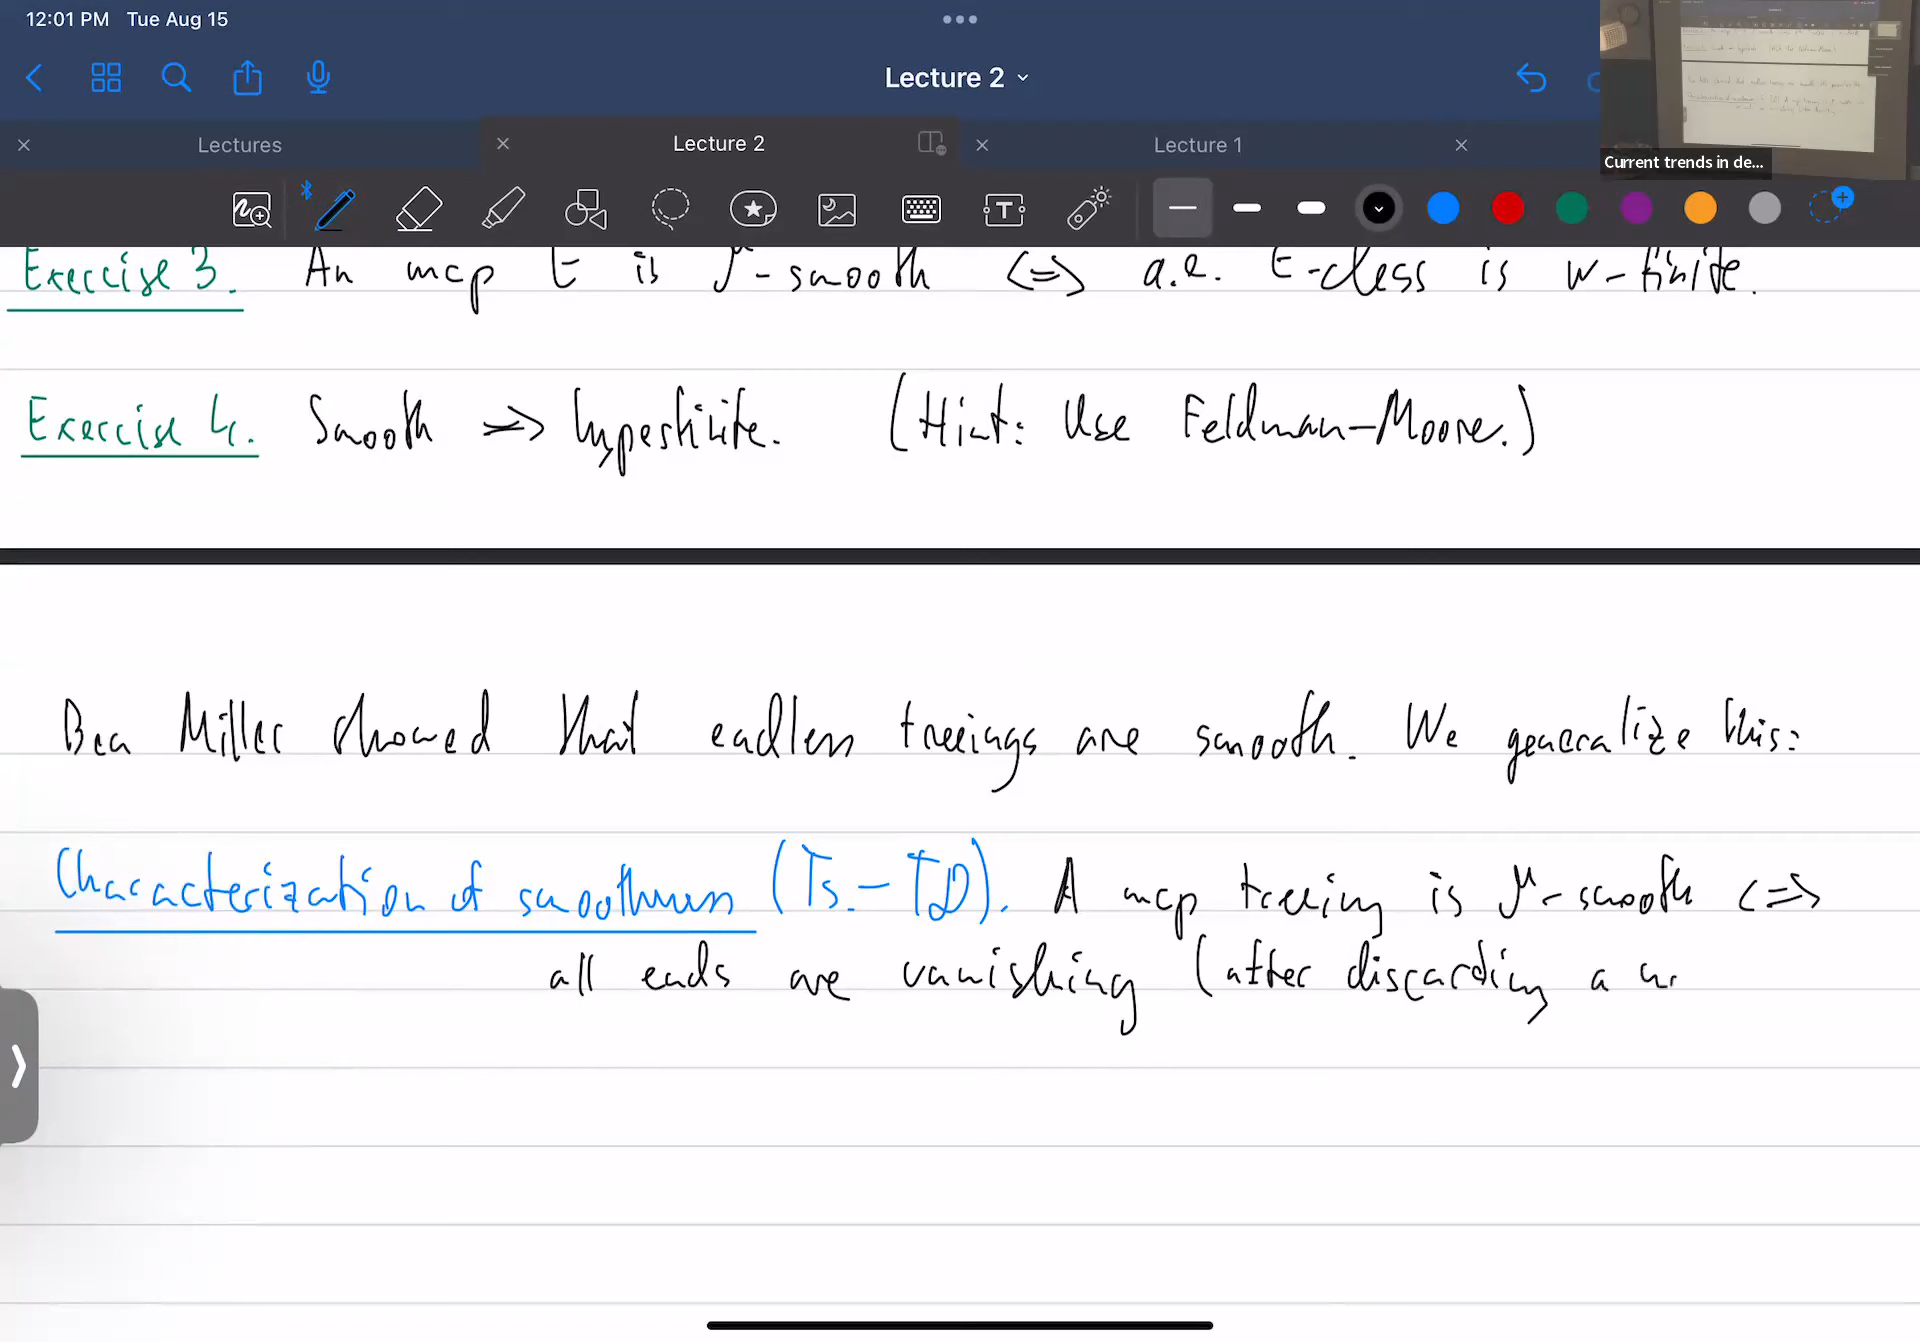 12:01 PM Tue Aug 15
Lecture 2
Lectures
Lecture 2
Lecture 1
Current trends in de...
Exercise 3. An mcp E is μ-smooth <=> a.e. E-class is w-finite.
Exercise 4. Smooth => hyperfinite. (Hint: Use Feldman-Moore.)
Ben Miller showed that endless treeings are smooth. We generalize this:
Characterization of smoothness (Ts.-TD). A mcp treeing is μ-smooth <=>
all ends are vanishing (after discarding a